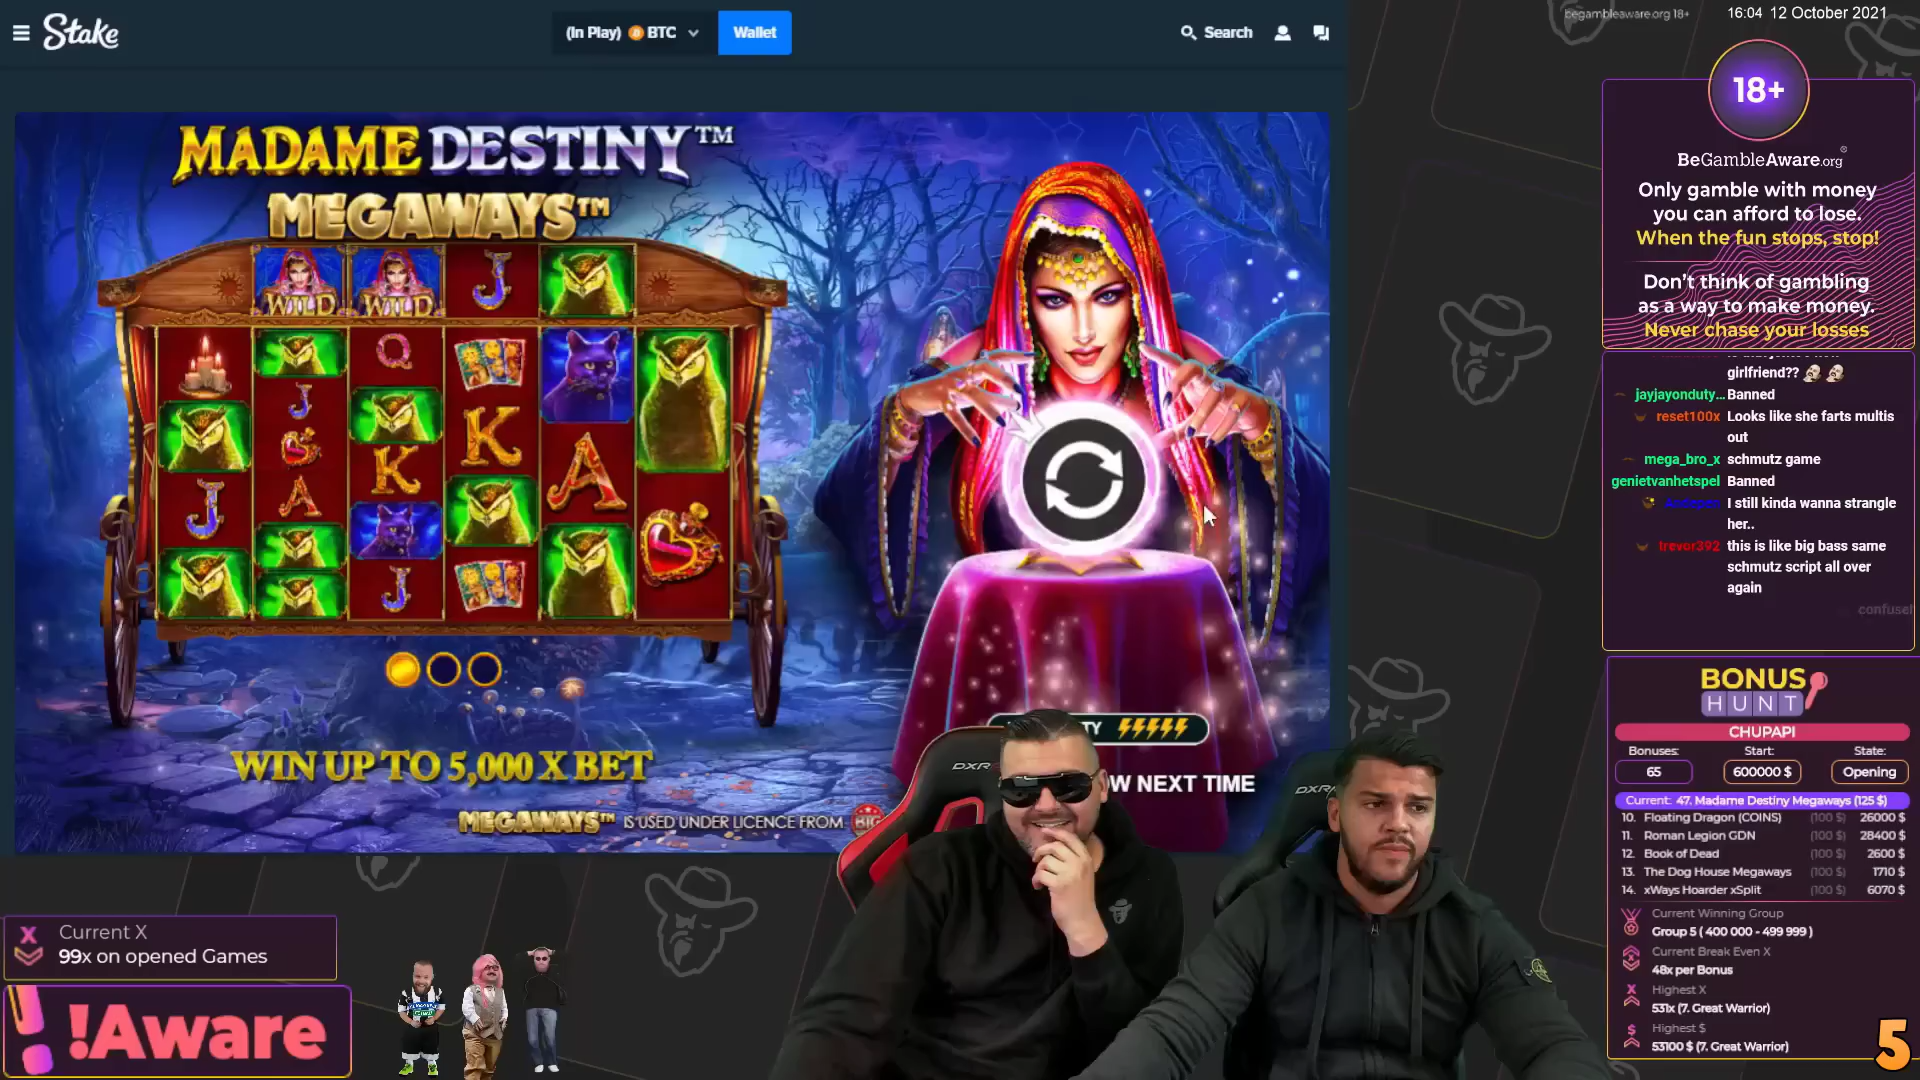 Stake
(In Play) BTC
Wallet
Search
begambleaware.org 18+
16:04 12 October 2021
MADAME DESTINY™
MEGAWAYS™
WILD
WILD
J
Q
J
K
K
A
A
J
J
WIN UP TO 5,000 X BET
MEGAWAYS™ IS USED UNDER LICENCE FROM BIG
TY
W NEXT TIME
DXR
DXR
18+
BeGambleAware.org
Only gamble with money
you can afford to lose.
When the fun stops, stop!
Don't think of gambling
as a way to make money.
Never chase your losses
girlfriend??
jayjayonduty... Banned
reset100x Looks like she farts multis
out
mega_bro_x schmutz game
genietvanhetspel Banned
I still kinda wanna strangle
her..
trevor392 this is like big bass same
schmutz script all over
again
BONUS
HUNT
CHUPAPI
Bonuses: Start: State:
65 600000 $ Opening
Current: 47. Madame Destiny Megaways (125 $)
10. Floating Dragon (COINS) (100 $) 26000 $
11. Roman Legion GDN (100 $) 28400 $
12. Book of Dead (100 $) 2600 $
13. The Dog House Megaways (100 $) 1710 $
14. xWays Hoarder xSplit (100 $) 6070 $
Current Winning Group
Group 5 ( 400 000 - 499 999 )
Current Break Even X
48x per Bonus
Highest X
531x (7. Great Warrior)
Highest $
53100 $ (7. Great Warrior)
5
X Current X
99x on opened Games
!Aware